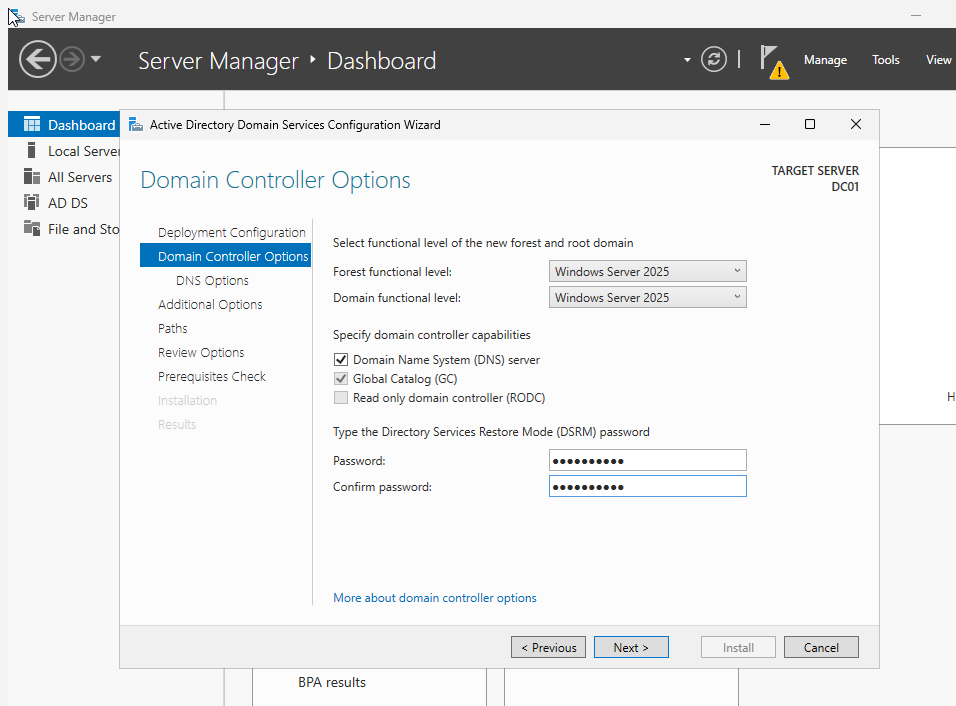 Server Manager
Server Manager ‣ Dashboard
Manage Tools View
Dashboard
Local Server
All Servers
AD DS
File and Sto
Active Directory Domain Services Configuration Wizard
Domain Controller Options
TARGET SERVER
DC01
Deployment Configuration
Domain Controller Options
DNS Options
Additional Options
Paths
Review Options
Prerequisites Check
Installation
Results
Select functional level of the new forest and root domain
Forest functional level: Windows Server 2025
Domain functional level: Windows Server 2025
Specify domain controller capabilities
Domain Name System (DNS) server
Global Catalog (GC)
Read only domain controller (RODC)
Type the Directory Services Restore Mode (DSRM) password
Password: ●●●●●●●●●●
Confirm password: ●●●●●●●●●●
More about domain controller options
< Previous Next > Install Cancel
H
BPA results